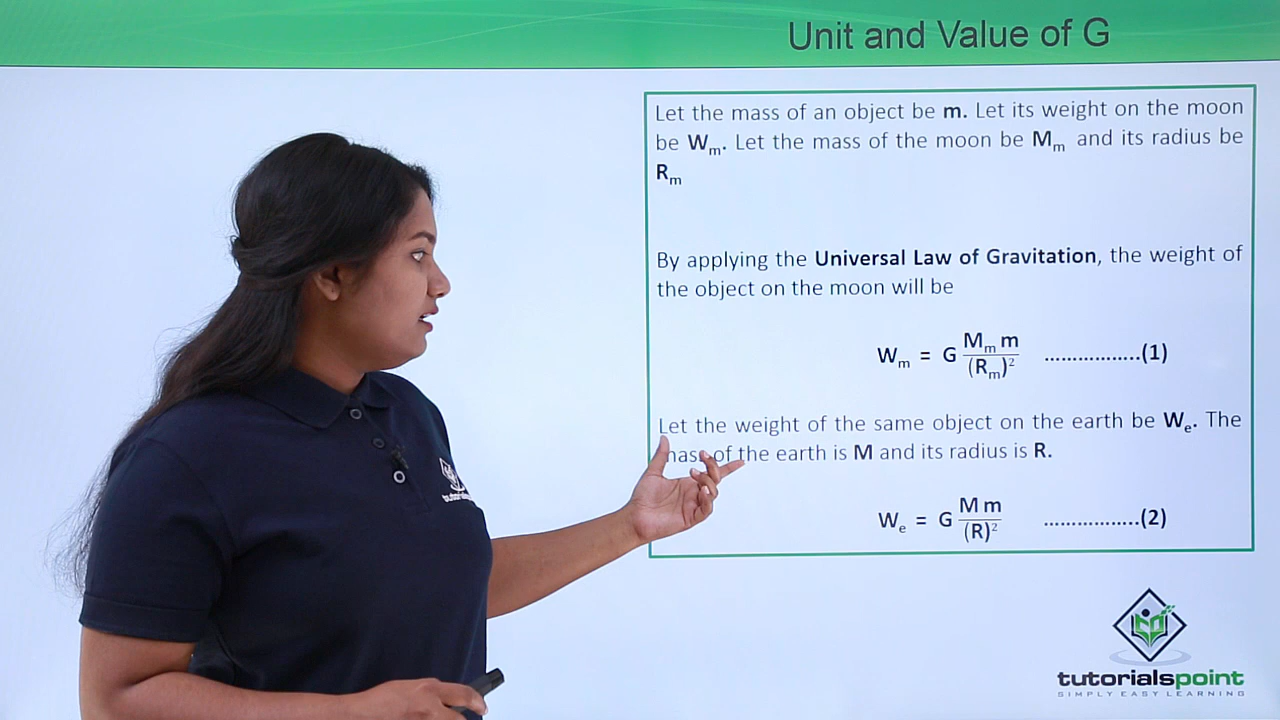 Unit and Value of G
Let the mass of an object be m. Let its weight on the moon
be Wₘ. Let the mass of the moon be Mₘ and its radius be
Rₘ
By applying the Universal Law of Gravitation, the weight of
the object on the moon will be
Wₘ = G Mₘ m / (Rₘ)² .................(1)
Let the weight of the same object on the earth be Wₑ. The
of the earth is M and its radius is R.
Wₑ = G M m / (R)² .................(2)
tutorialspoint
SIMPLY EASY LEARNING